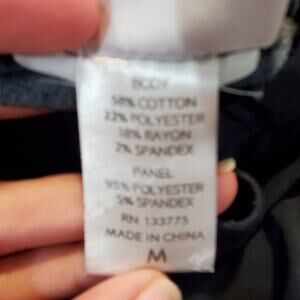 BODY
58% COTTON
22% POLYESTER
18% RAYON
2% SPANDEX
PANEL
95% POLYESTER
5% SPANDEX
RN 133775
MADE IN CHINA
M